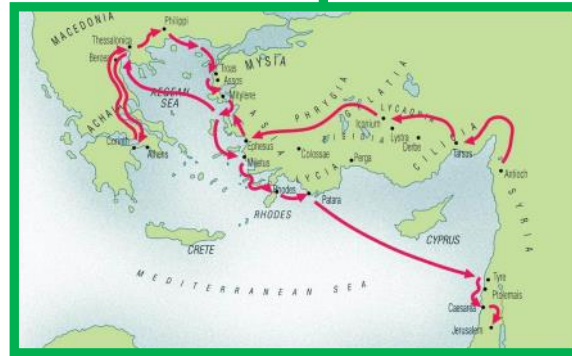 MACEDONIA
Philippi
Thessalonica
Beroea
MYSIA
Troas
Assos
AEGEAN
SEA
Mitylene
ACHAIA
ASIA
PHRYGIA
GALATIA
LYCAONIA
Iconium
PISIDIA
Lystra
Derbe
CILICIA
Tarsus
Corinth
Athens
Ephesus
Colossae
Perga
Antioch
Miletus
LYCIA
SYRIA
Rhodes
Patara
RHODES
CYPRUS
CRETE
MEDITERRANEAN SEA
Tyre
Ptolemais
Caesarea
Jerusalem